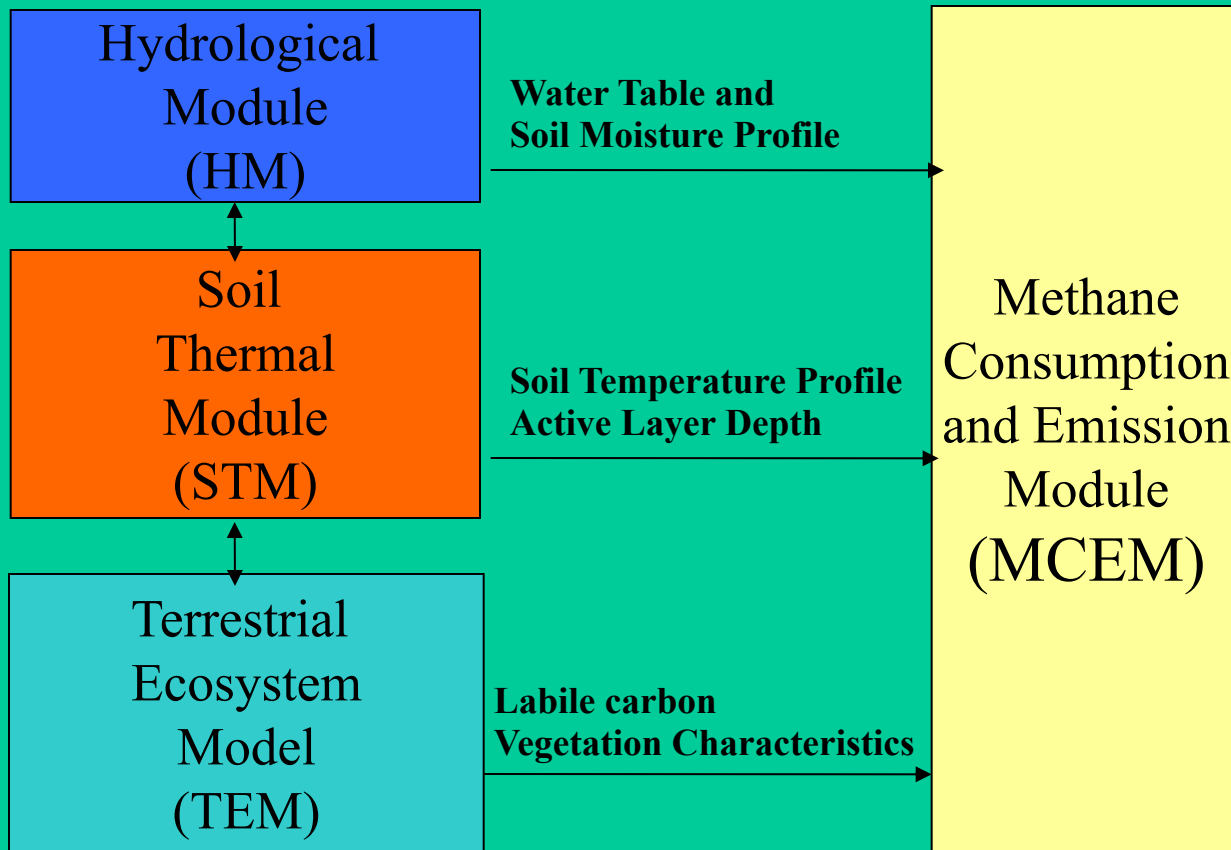 Hydrological
Module
(HM)
Water Table and
Soil Moisture Profile
Soil
Thermal
Module
(STM)
Soil Temperature Profile
Active Layer Depth
Terrestrial
Ecosystem
Model
(TEM)
Labile carbon
Vegetation Characteristics
Methane
Consumption
and Emission
Module
(MCEM)